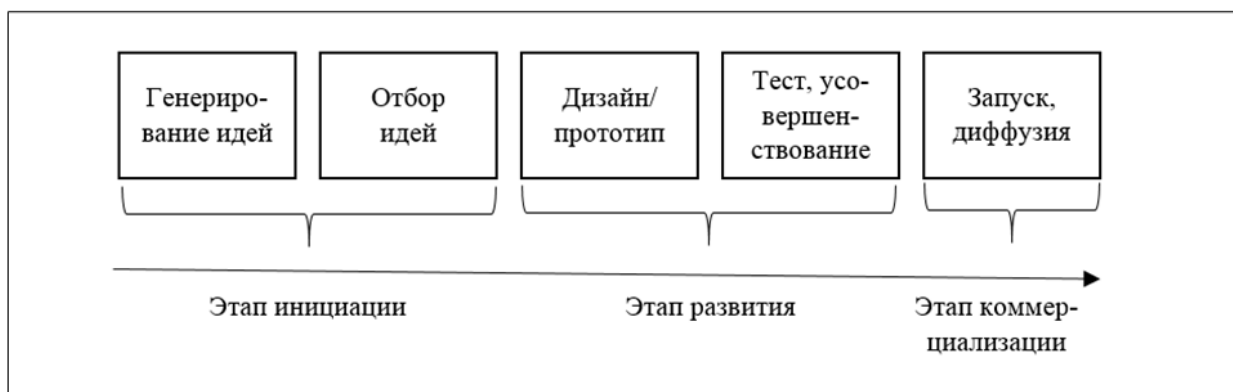 Генериро-
вание идей
Отбор
идей
Дизайн/
прототип
Тест, усо-
вершен-
ствование
Запуск,
диффузия
Этап инициации
Этап развития
Этап коммер-
циализации